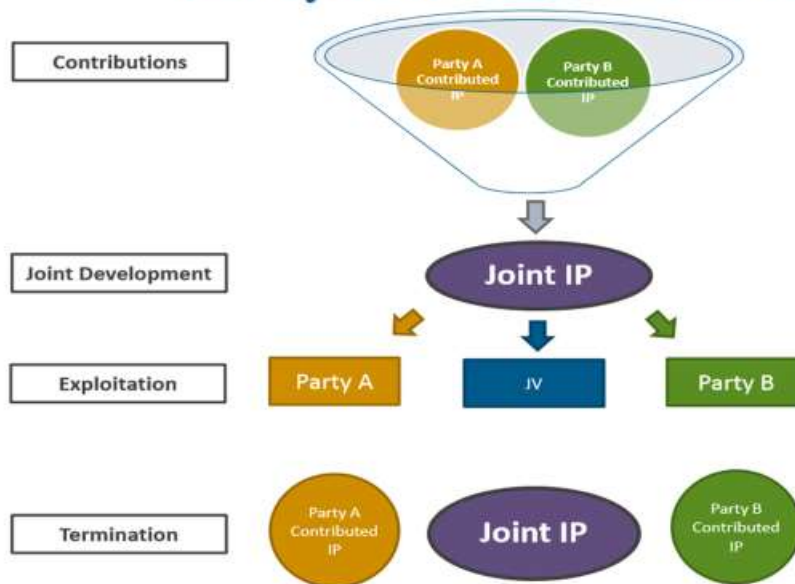 Contributions
Party A
Contributed
IP
Party B
Contributed
IP
Joint Development
Joint IP
Exploitation
Party A
JV
Party B
Termination
Party A
Contributed
IP
Joint IP
Party B
Contributed
IP